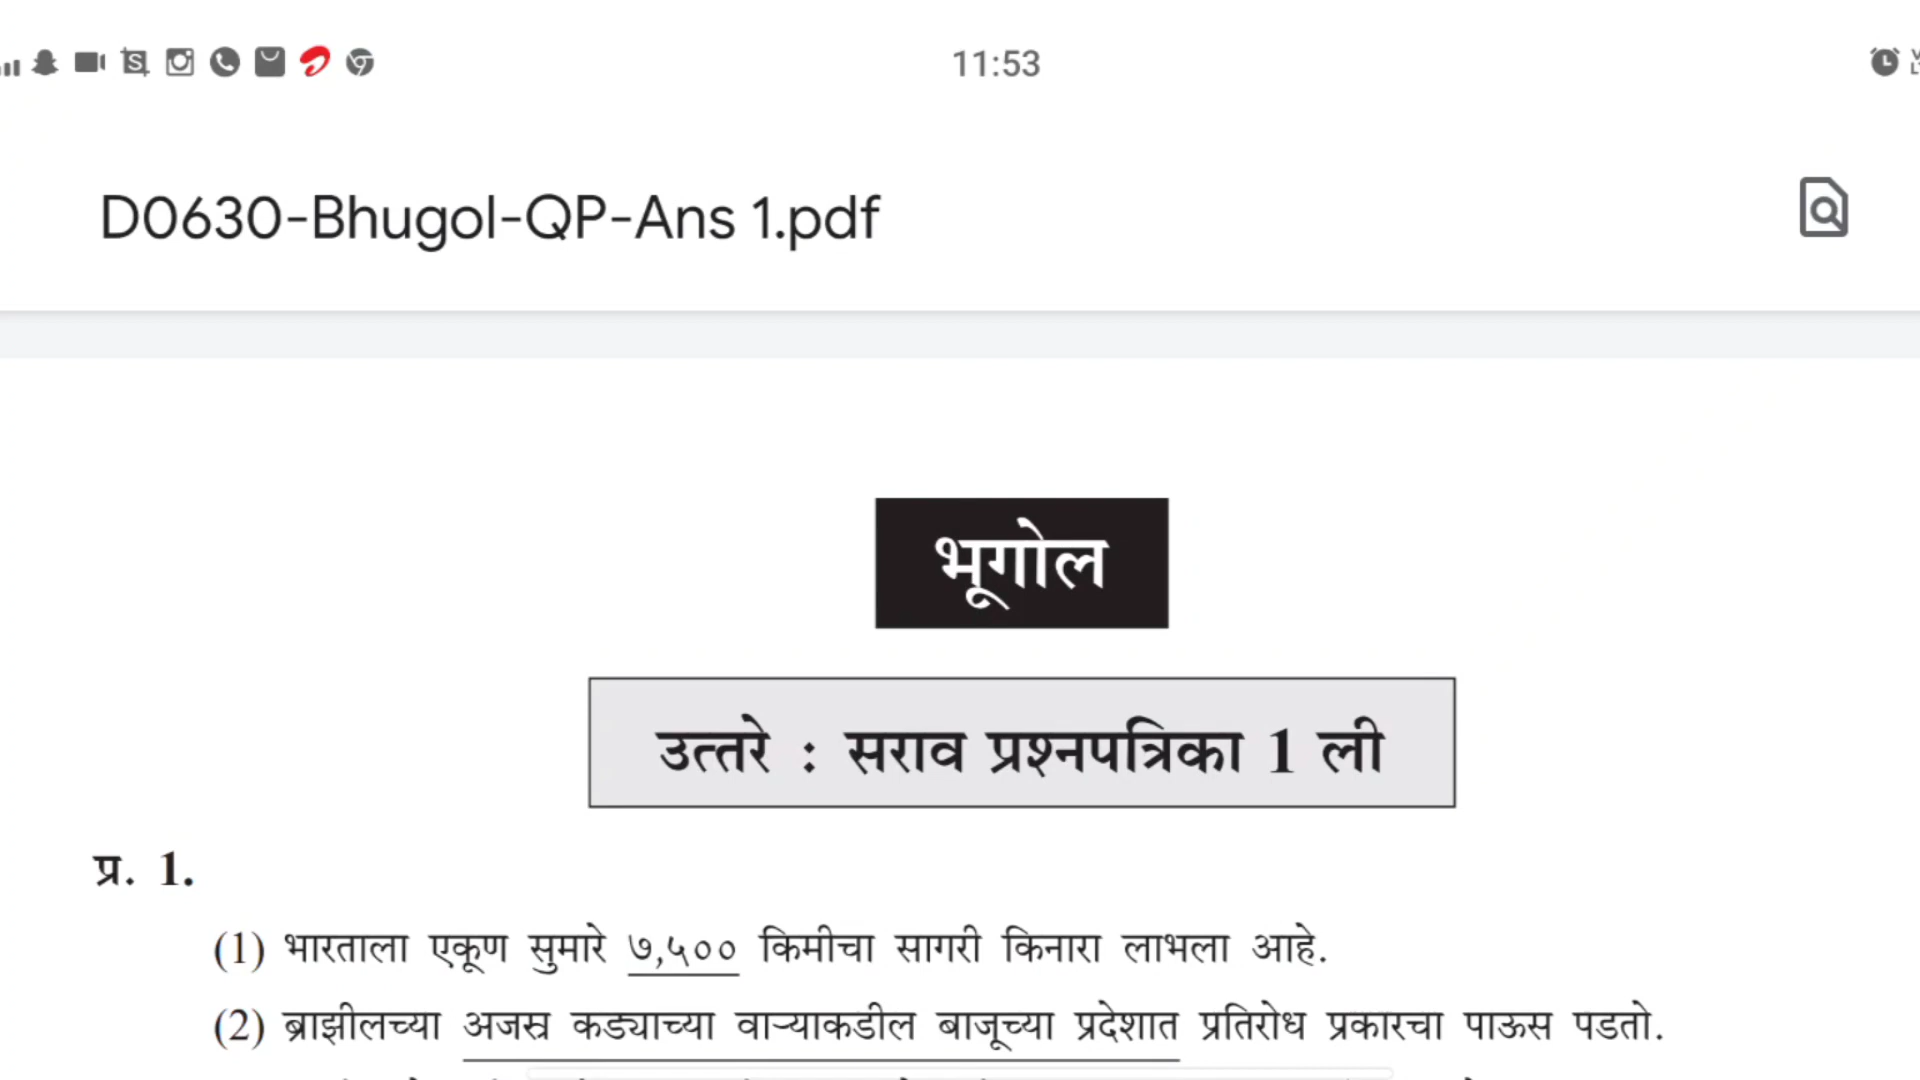 11:53
D0630-Bhugol-QP-Ans 1.pdf
भूगोल
उत्तरे : सराव प्रश्नपत्रिका 1 ली
प्र. 1.
(1) भारताला एकूण सुमारे ७,५०० किमीचा सागरी किनारा लाभला आहे.
(2) ब्राझीलच्या अजस्र कड्याच्या वाऱ्याकडील बाजूच्या प्रदेशात प्रतिरोध प्रकारचा पाऊस पडतो.